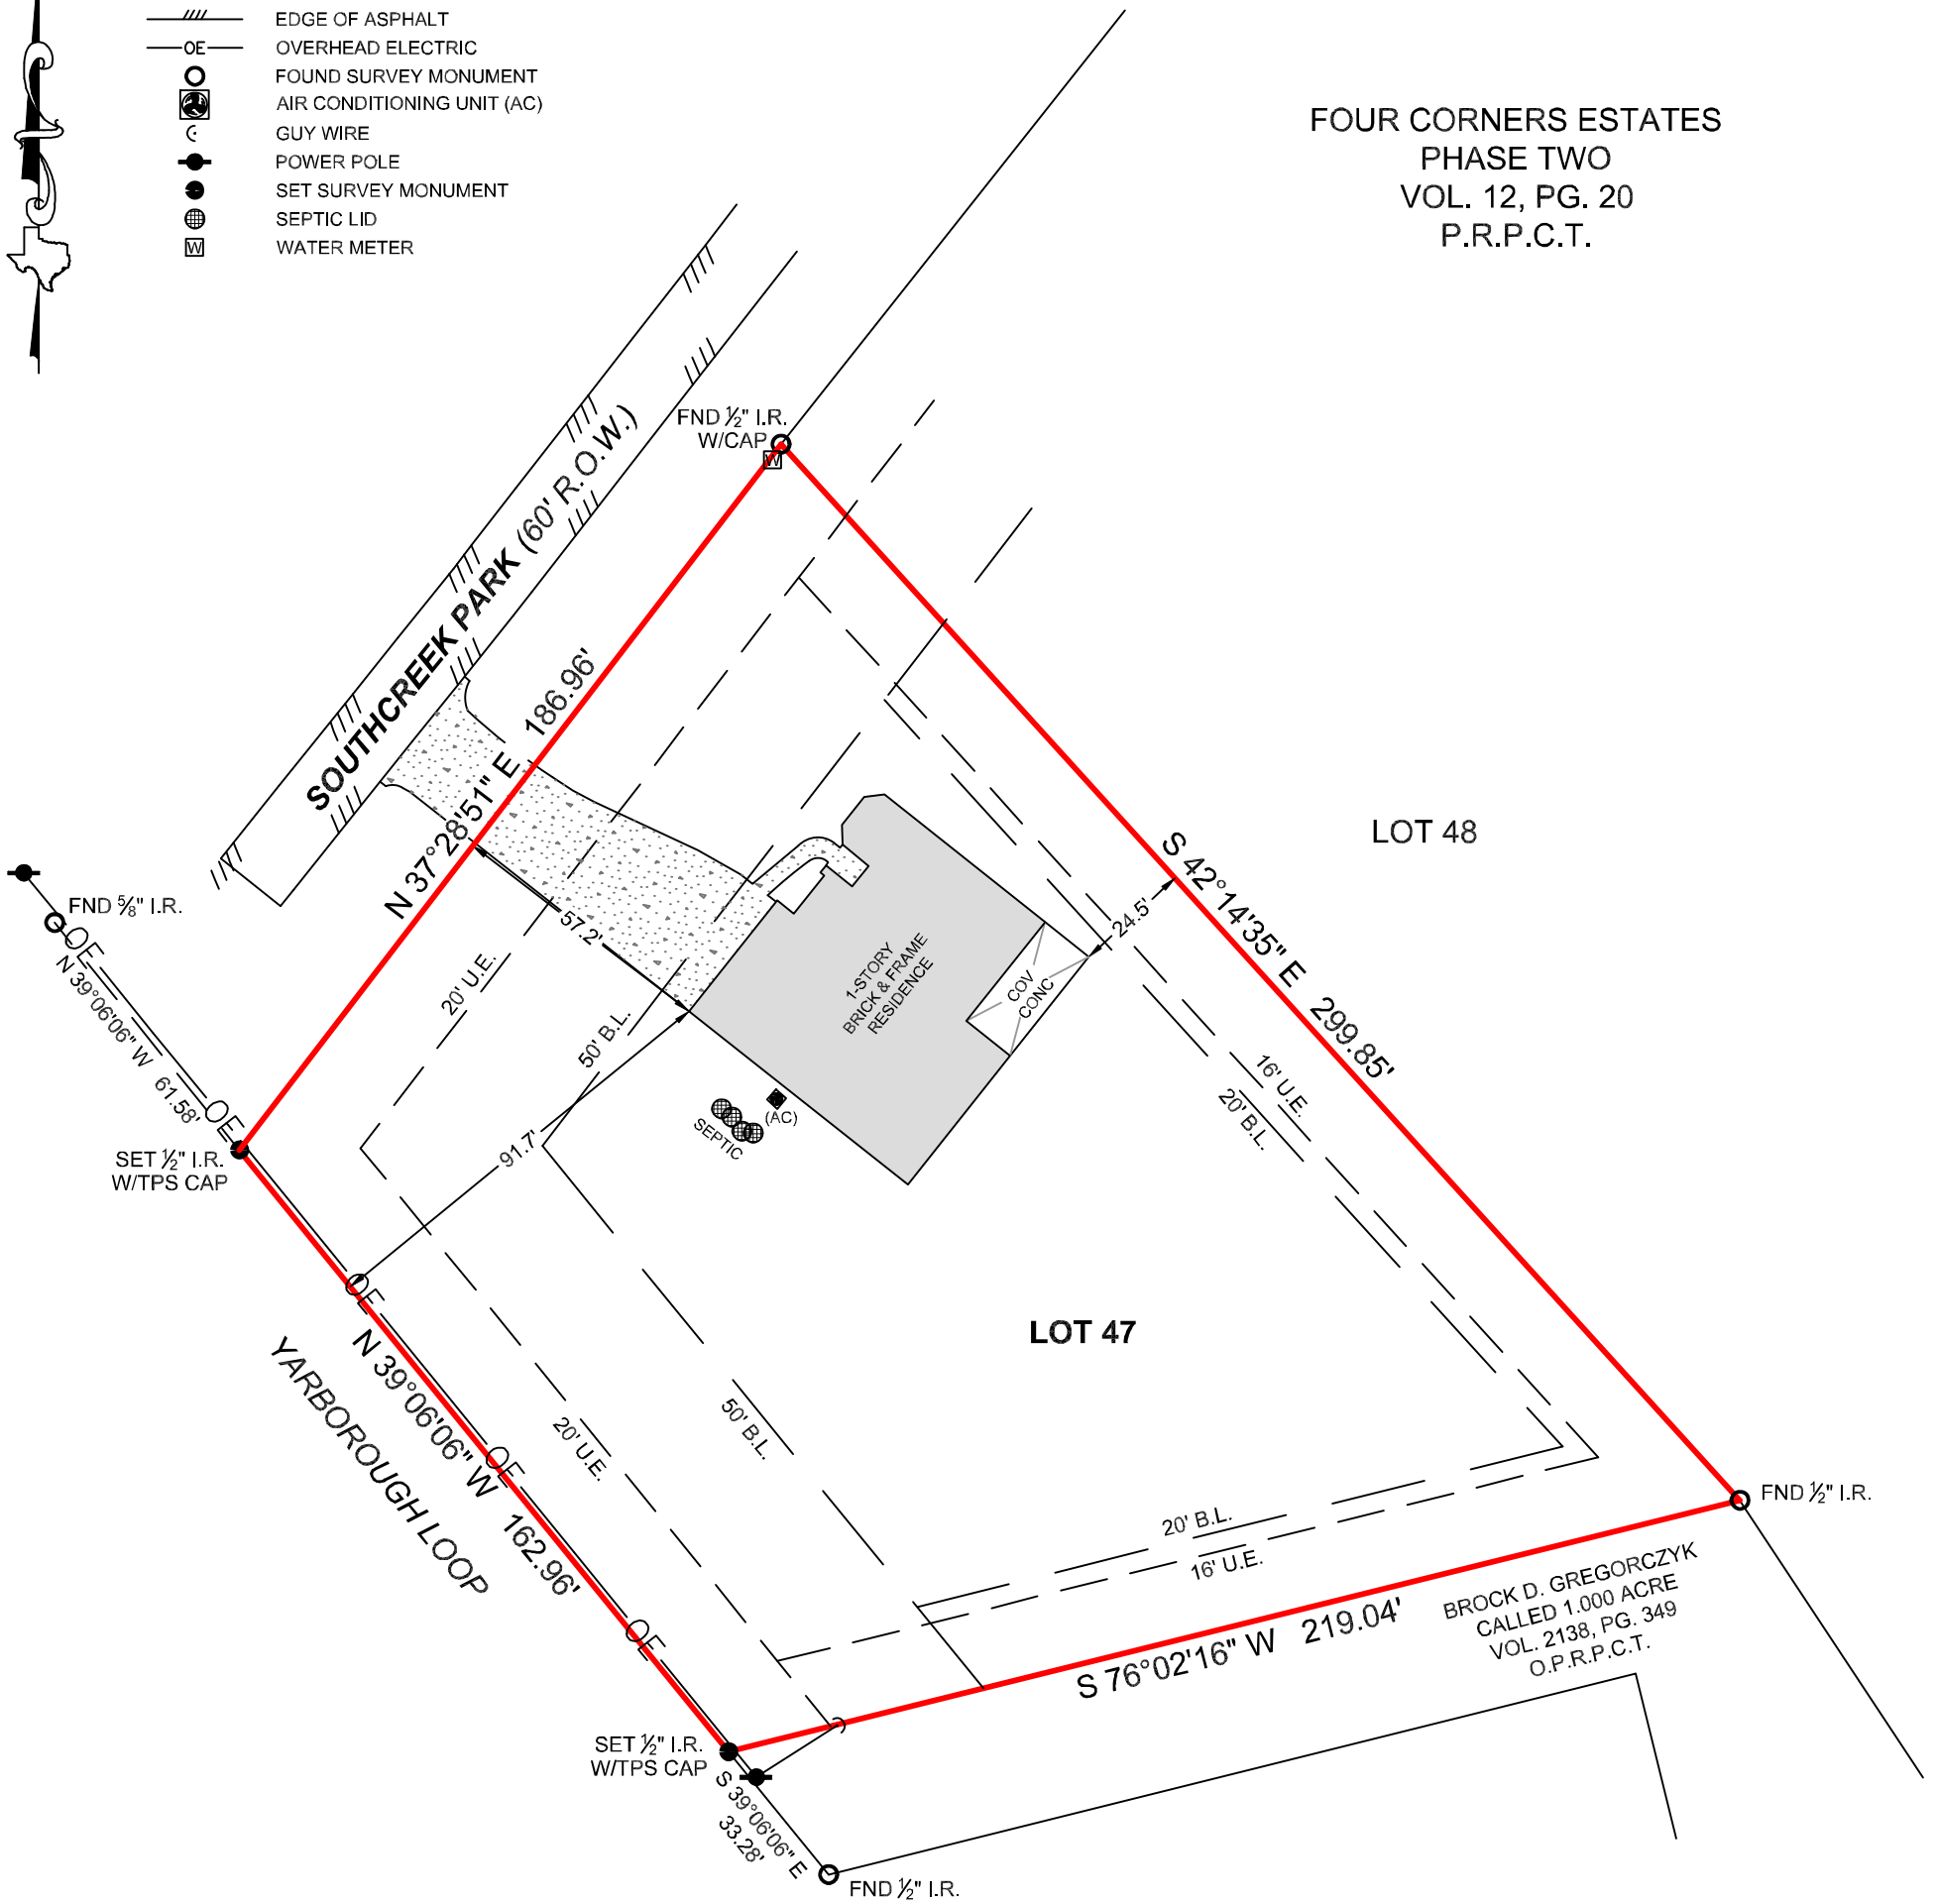 EDGE OF ASPHALT
OE
OVERHEAD ELECTRIC
FOUND SURVEY MONUMENT
AIR CONDITIONING UNIT (AC)
GUY WIRE
POWER POLE
SET SURVEY MONUMENT
SEPTIC LID
W
WATER METER
FOUR CORNERS ESTATES
PHASE TWO
VOL. 12, PG. 20
P.R.P.C.T.
FND ½" I.R.
W/CAP
W
SOUTHCREEK PARK (60' R.O.W.)
N 37°28'51" E 186.96'
LOT 48
S 42°14'35" E 299.85'
FND ⅝" I.R.
OE
N 39°06'06" W 61.58'
OE
57.2'
24.5'
20' U.E.
50' B.L.
1-STORY
BRICK & FRAME
RESIDENCE
COV
CONC
16' U.E.
20' B.L.
(AC)
SEPTIC
91.7'
SET ½" I.R.
W/TPS CAP
OE
LOT 47
YARBOROUGH LOOP
N 39°06'06" W 162.96'
OE
20' U.E.
50' B.L.
OE
20' B.L.
16' U.E.
FND ½" I.R.
S 76°02'16" W 219.04'
BROCK D. GREGORCZYK
CALLED 1.000 ACRE
VOL. 2138, PG. 349
O.P.R.P.C.T.
SET ½" I.R.
W/TPS CAP
S 39°06'06" E
33.28'
FND ½" I.R.